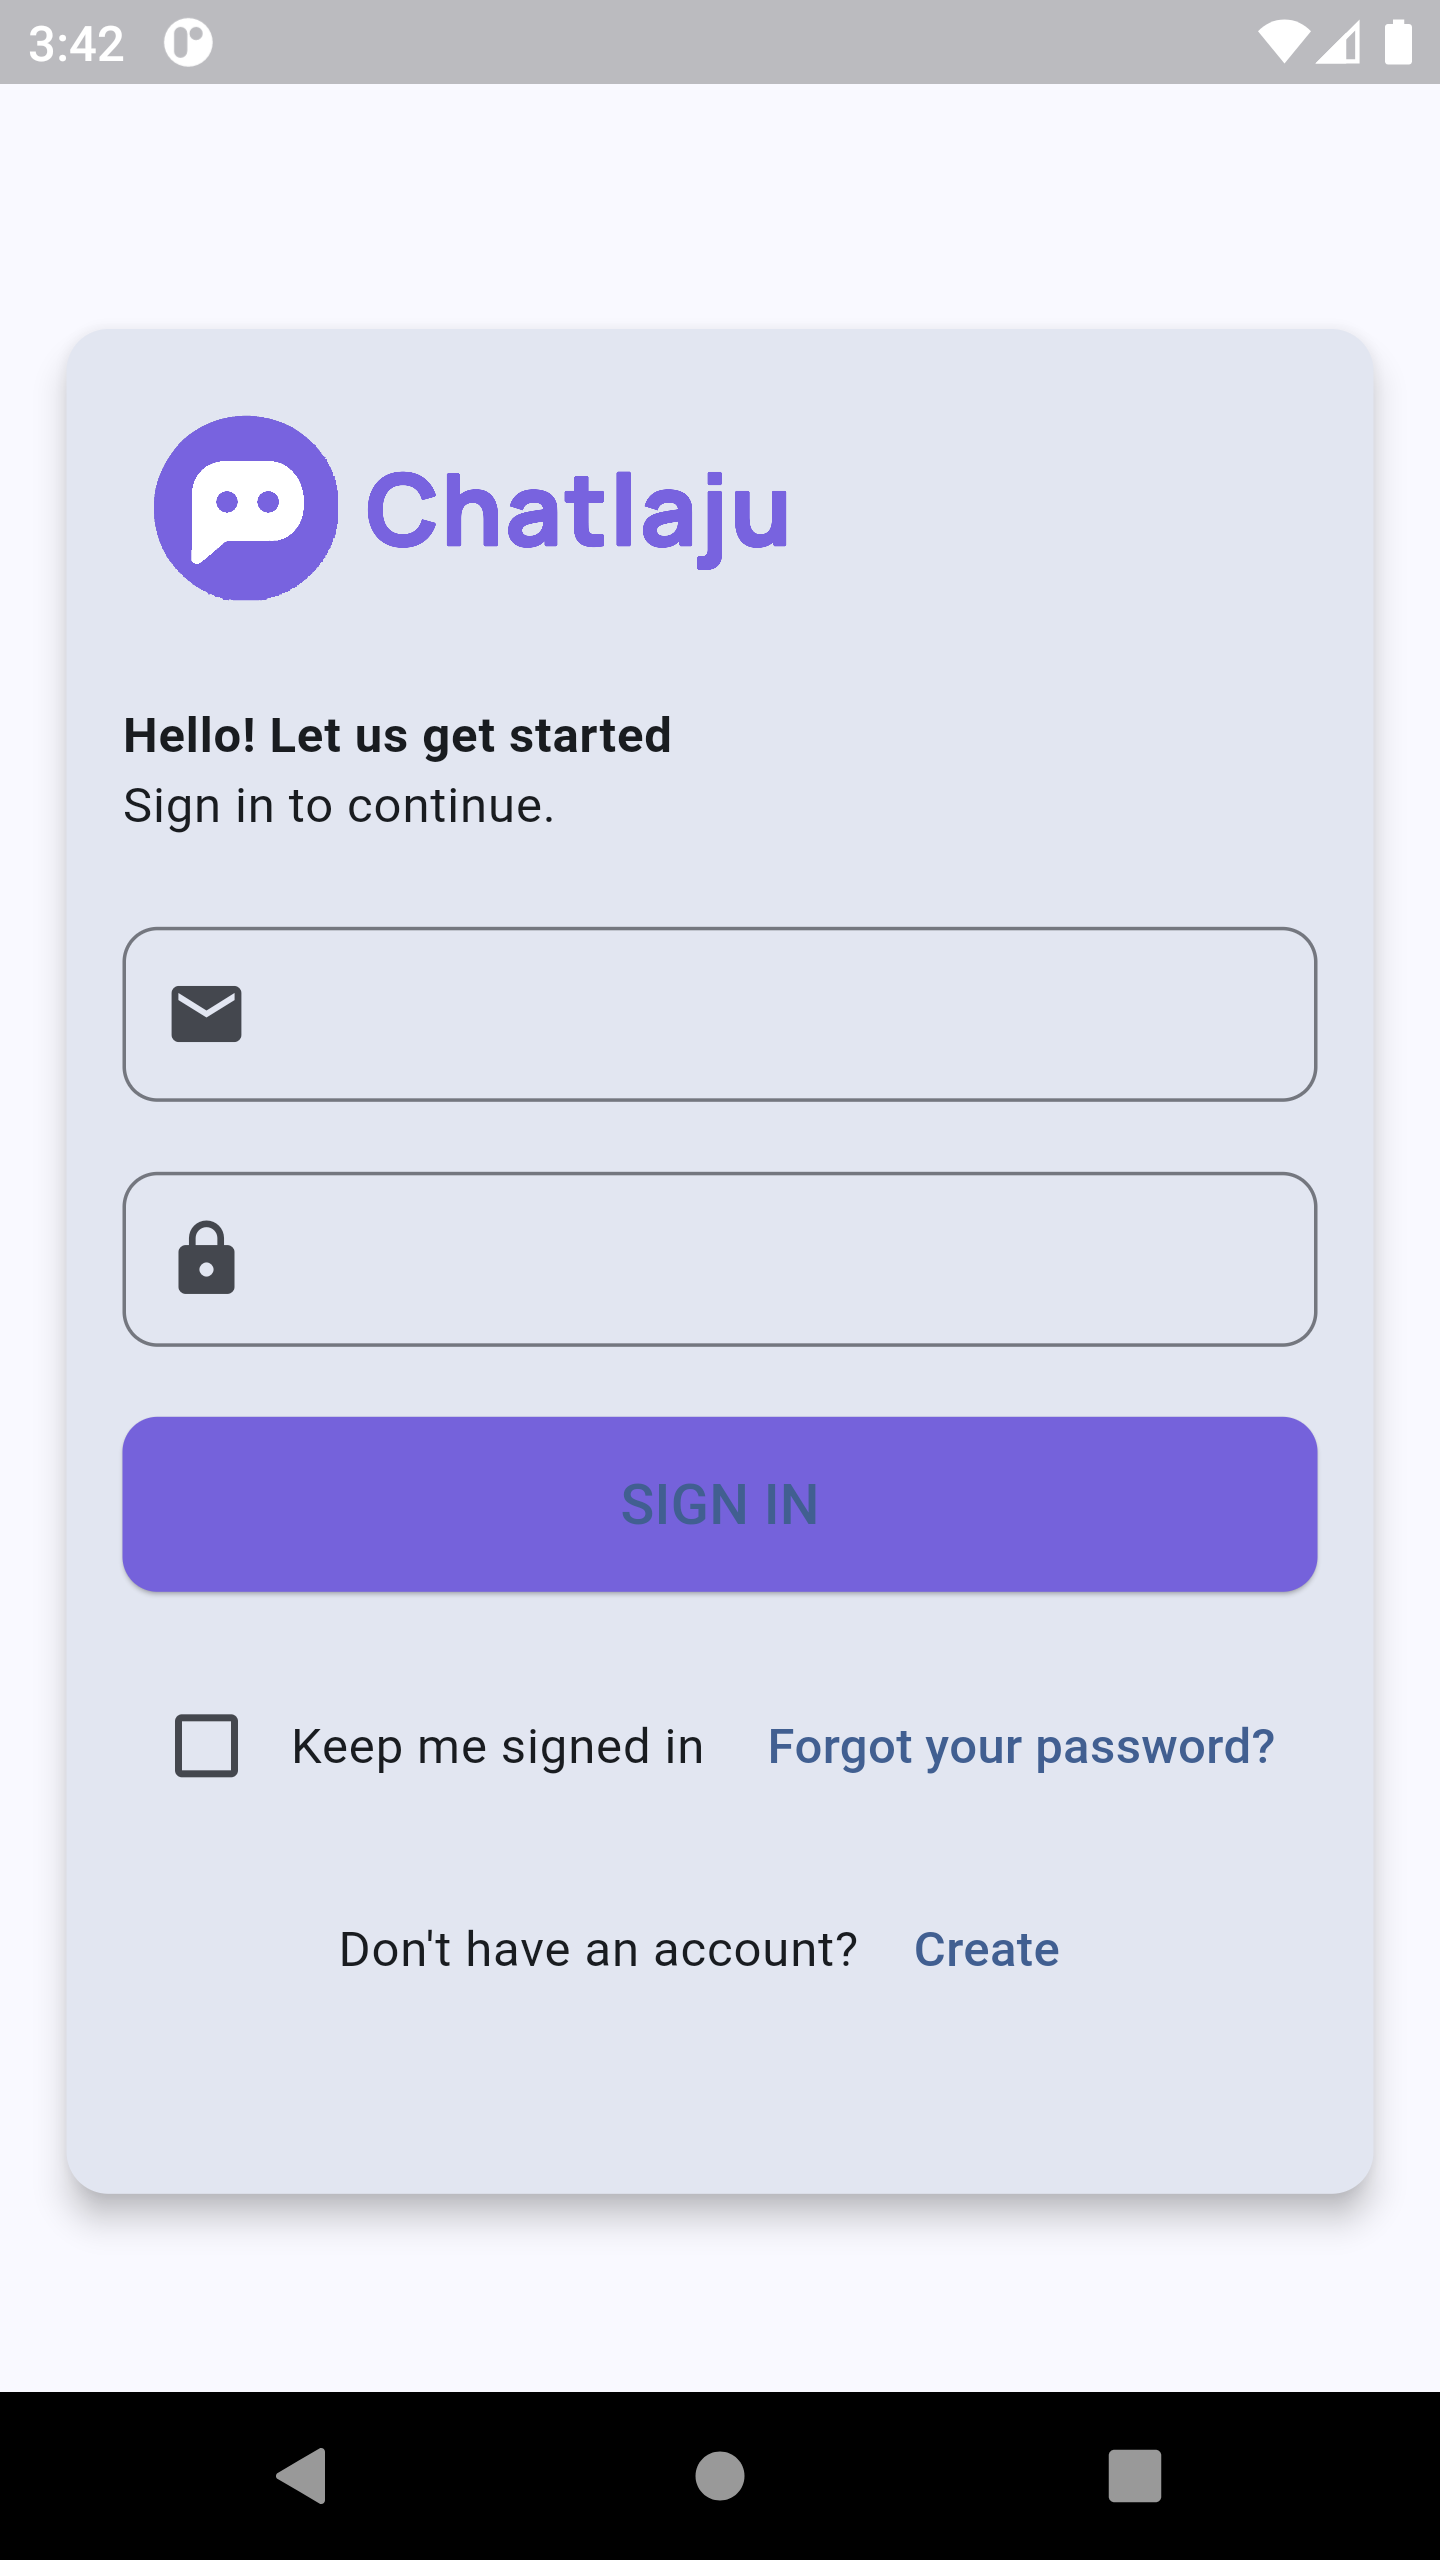 3:42
Chatlaju
Hello! Let us get started
Sign in to continue.
SIGN IN
Keep me signed in Forgot your password?
Don't have an account? Create